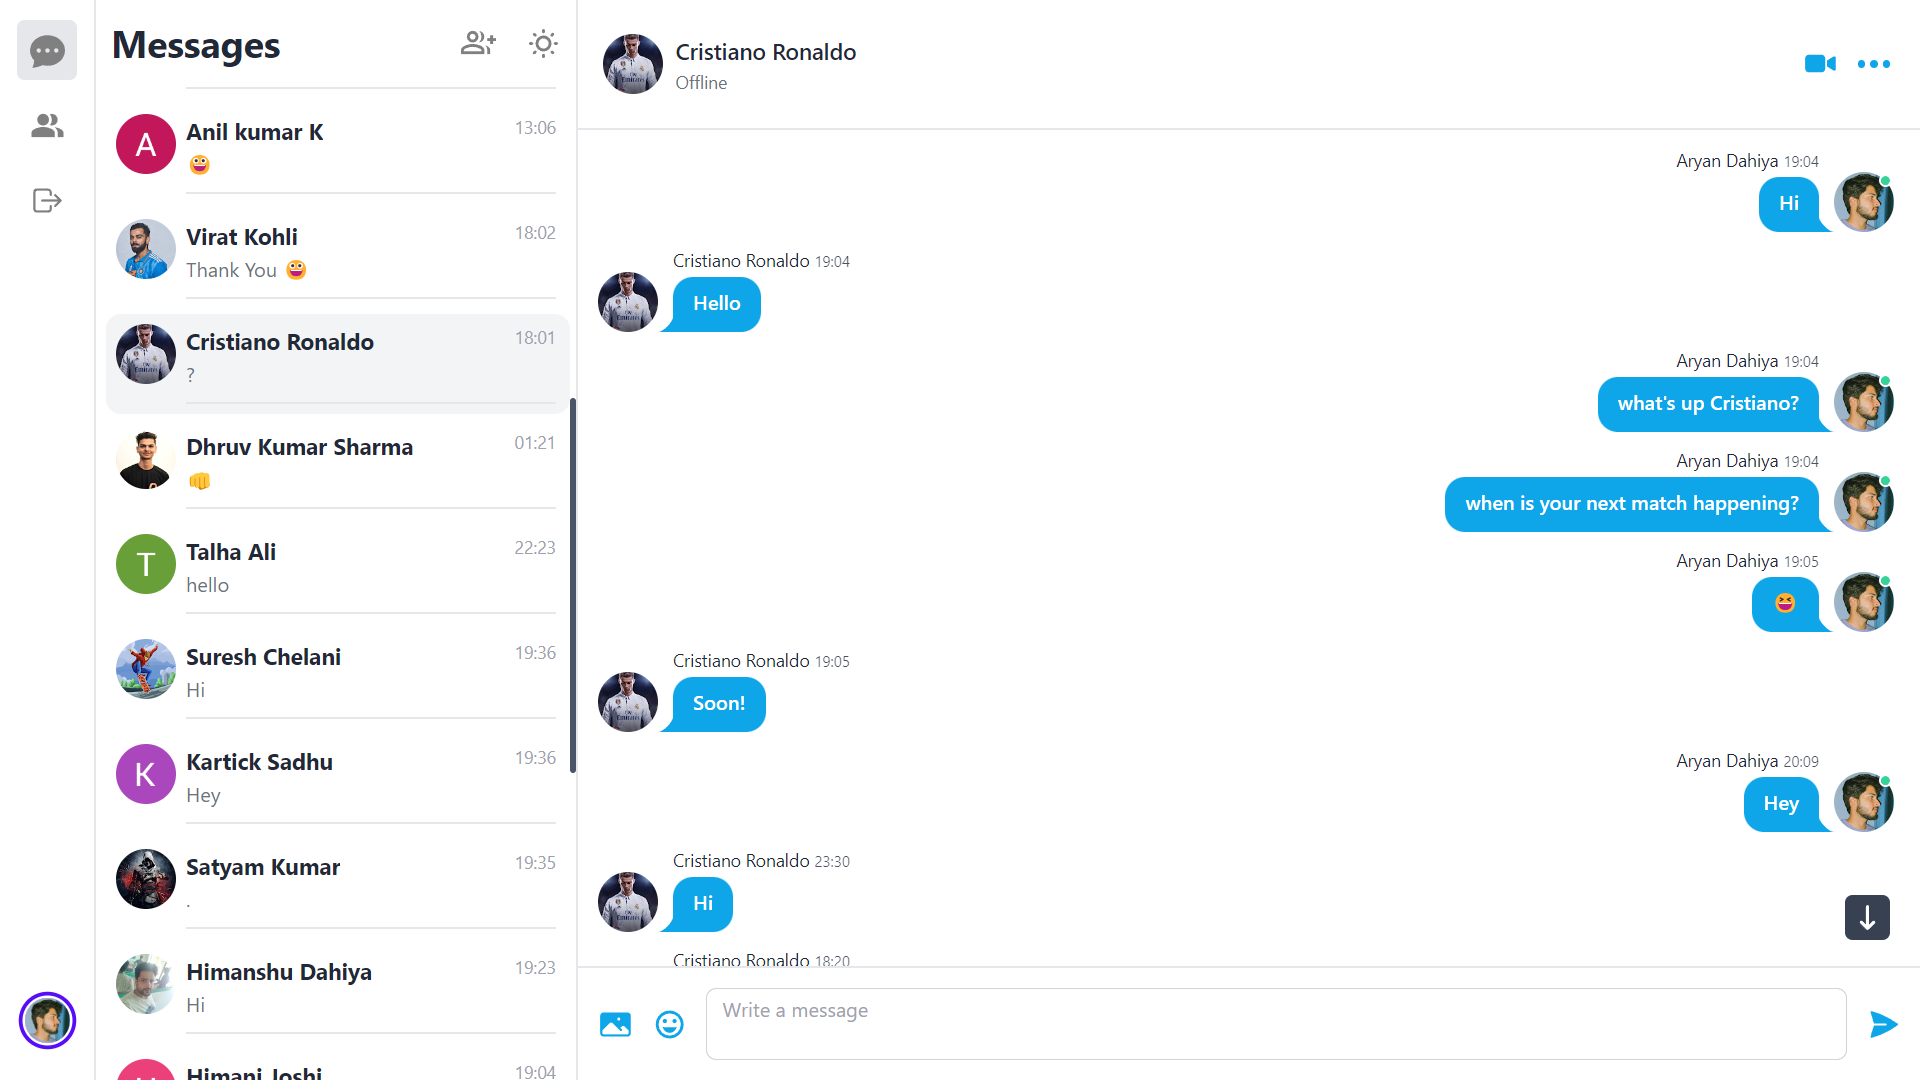 Messages
A
Anil kumar K
13:06
😀
Virat Kohli
18:02
Thank You 😀
Cristiano Ronaldo
18:01
?
Dhruv Kumar Sharma
01:21
👊
T
Talha Ali
22:23
hello
Suresh Chelani
19:36
Hi
K
Kartick Sadhu
19:36
Hey
Satyam Kumar
19:35
.
Himanshu Dahiya
19:23
Hi
Himani Joshi
19:04
Cristiano Ronaldo
Offline
Aryan Dahiya 19:04
Hi
Cristiano Ronaldo 19:04
Hello
Aryan Dahiya 19:04
what's up Cristiano?
Aryan Dahiya 19:04
when is your next match happening?
Aryan Dahiya 19:05
😆
Cristiano Ronaldo 19:05
Soon!
Aryan Dahiya 20:09
Hey
Cristiano Ronaldo 23:30
Hi
Cristiano Ronaldo 18:20
Write a message